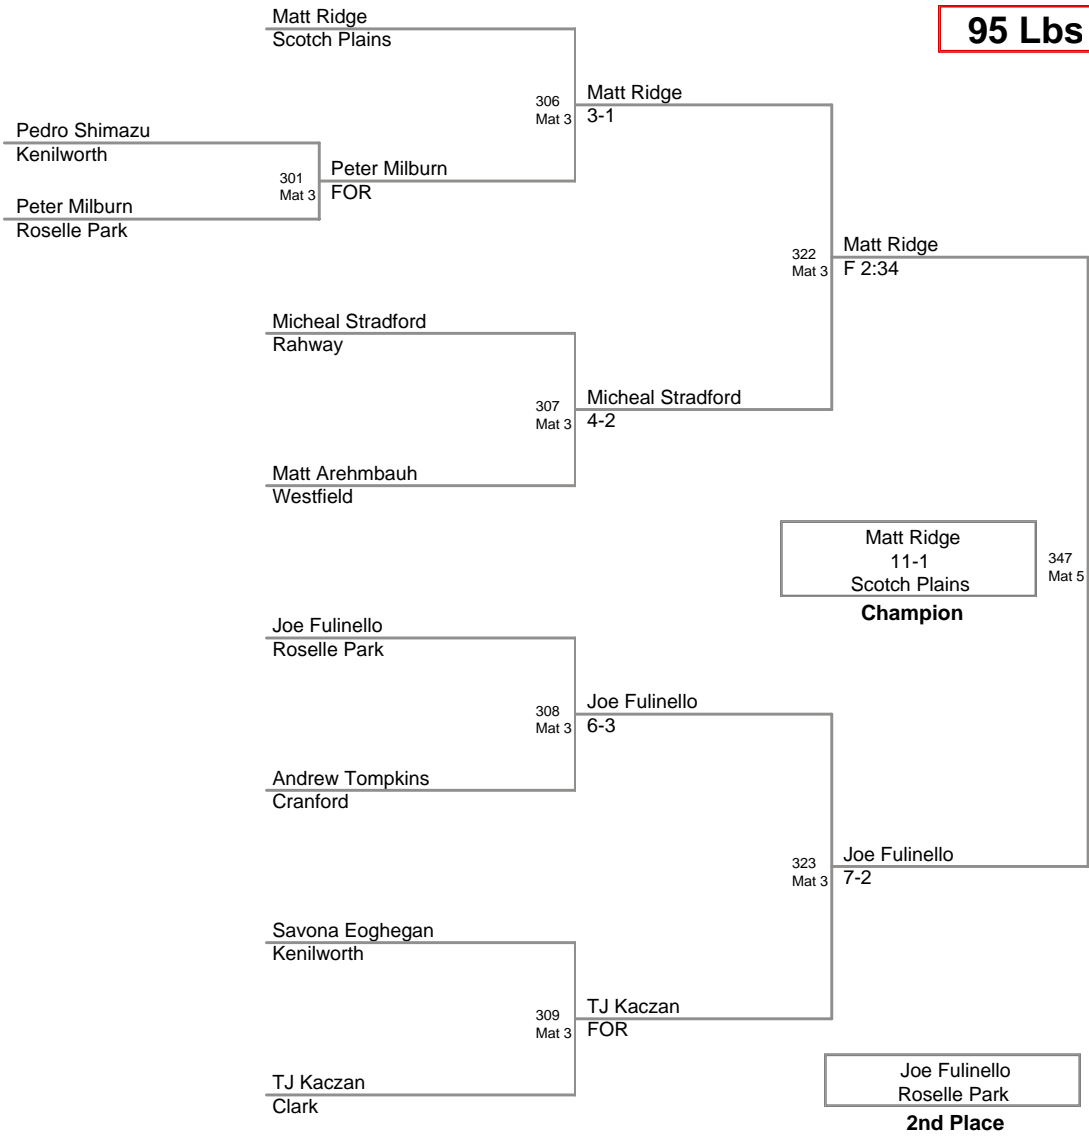 Matt Ridge
Scotch Plains
95 Lbs
306
Mat 3
Matt Ridge
3-1
Pedro Shimazu
Kenilworth
301
Mat 3
Peter Milburn
FOR
Peter Milburn
Roselle Park
322
Mat 3
Matt Ridge
F 2:34
Micheal Stradford
Rahway
307
Mat 3
Micheal Stradford
4-2
Matt Arehmbauh
Westfield
Matt Ridge
11-1
Scotch Plains
Champion
347
Mat 5
Joe Fulinello
Roselle Park
308
Mat 3
Joe Fulinello
6-3
Andrew Tompkins
Cranford
323
Mat 3
Joe Fulinello
7-2
Savona Eoghegan
Kenilworth
309
Mat 3
TJ Kaczan
FOR
TJ Kaczan
Clark
Joe Fulinello
Roselle Park
2nd Place